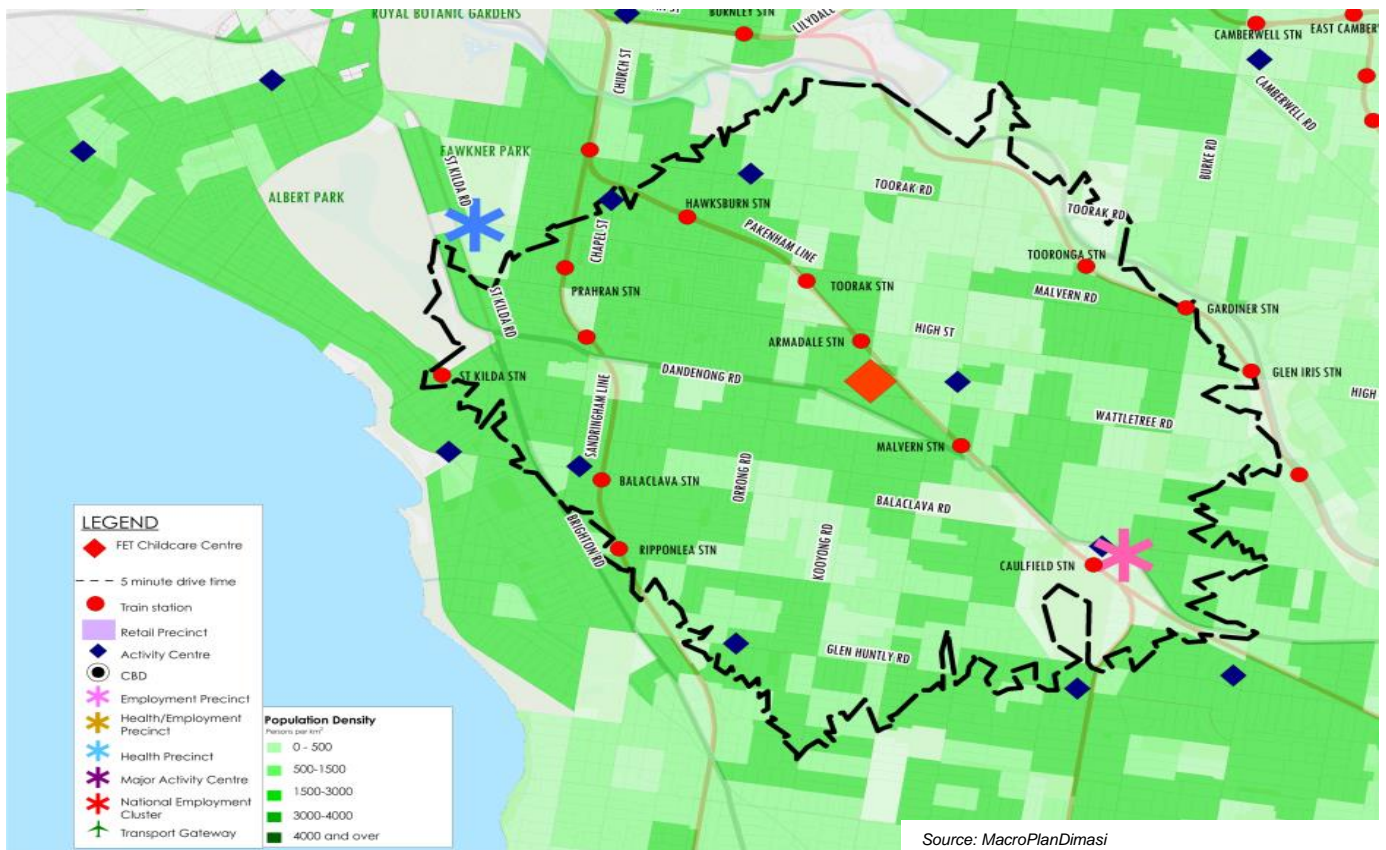 ROYAL BOTANIC GARDENS
BURNLEY STN
LILYDALE
CAMBERWELL STN
EAST CAMBERW
CHURCH ST
CAMBERWELL RD
FAWKNER PARK
BURKE RD
ST KILDA RD
ALBERT PARK
TOORAK RD
HAWKSBURN STN
TOORAK RD
CHAPEL ST
PAKENHAM LINE
TOORONGA STN
PRAHRAN STN
TOORAK STN
MALVERN RD
ST KILDA RD
GARDINER STN
HIGH ST
ARMADALE STN
ST KILDA STN
DANDENONG RD
GLEN IRIS STN
HIGH
SANDRINGHAM LINE
WATTLETREE RD
MALVERN STN
ORRONG RD
BALACLAVA STN
BALACLAVA RD
KOOYONG RD
BRIGHTON RD
RIPPONLEA STN
CAULFIELD STN
GLEN HUNTLY RD
LEGEND
FET Childcare Centre
5 minute drive time
Train station
Retail Precinct
Activity Centre
CBD
Employment Precinct
Health/Employment
Precinct
Health Precinct
Major Activity Centre
National Employment
Cluster
Transport Gateway
Population Density
Persons per km²
0 - 500
500-1500
1500-3000
3000-4000
4000 and over
Source: MacroPlanDimasi